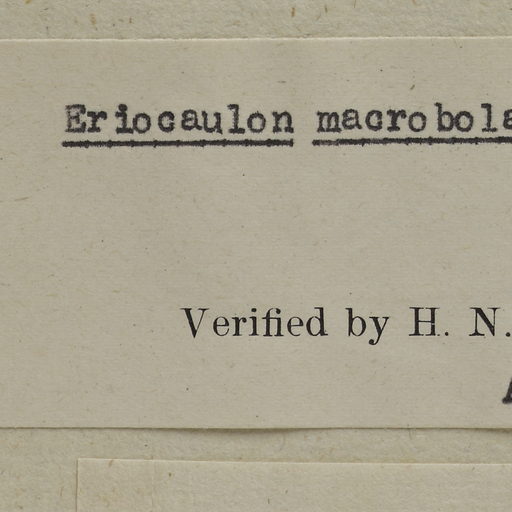 Eriocaulon macrobola
Verified by H. N.